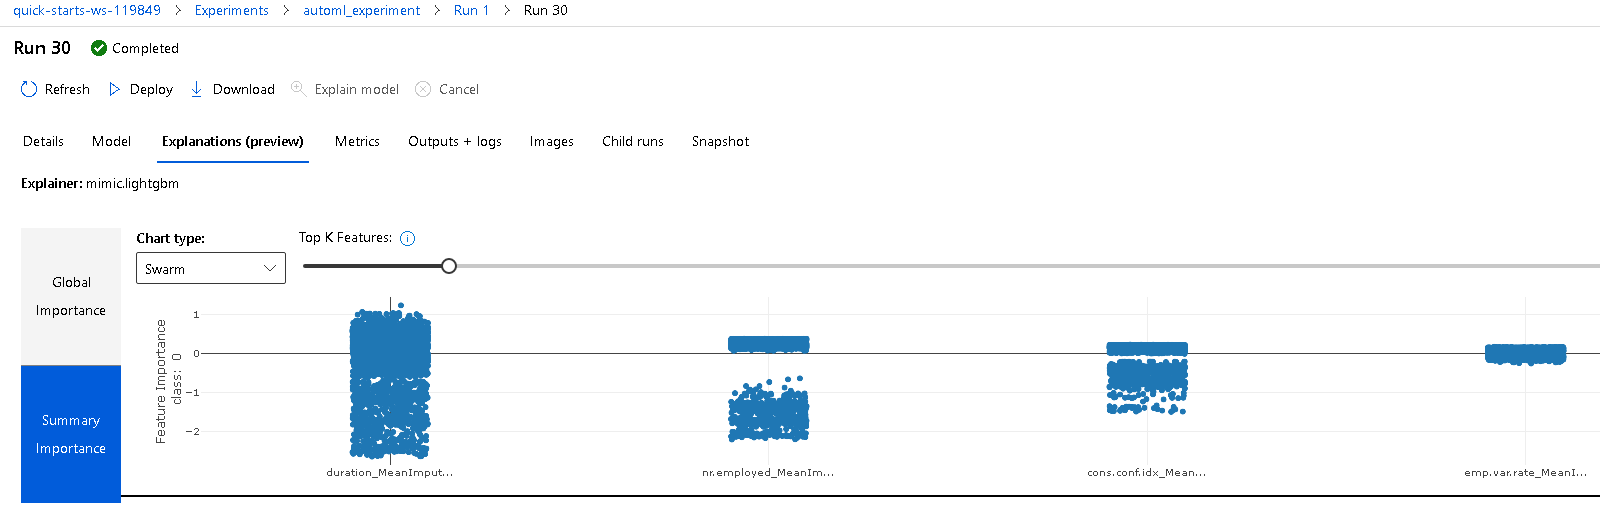 quick-starts-ws-119849 > Experiments > automl_experiment > Run 1 > Run 30
Run 30 Completed
Refresh Deploy Download Explain model Cancel
Details Model Explanations (preview) Metrics Outputs + logs Images Child runs Snapshot
Explainer: mimic.lightgbm
Global
Importance
Summary
Importance
Chart type:
Swarm
Top K Features:
Feature Importance
class: 0
1
0
−1
−2
duration_MeanImput...
nr.employed_MeanIm...
cons.conf.idx_Mean...
emp.var.rate_MeanI...